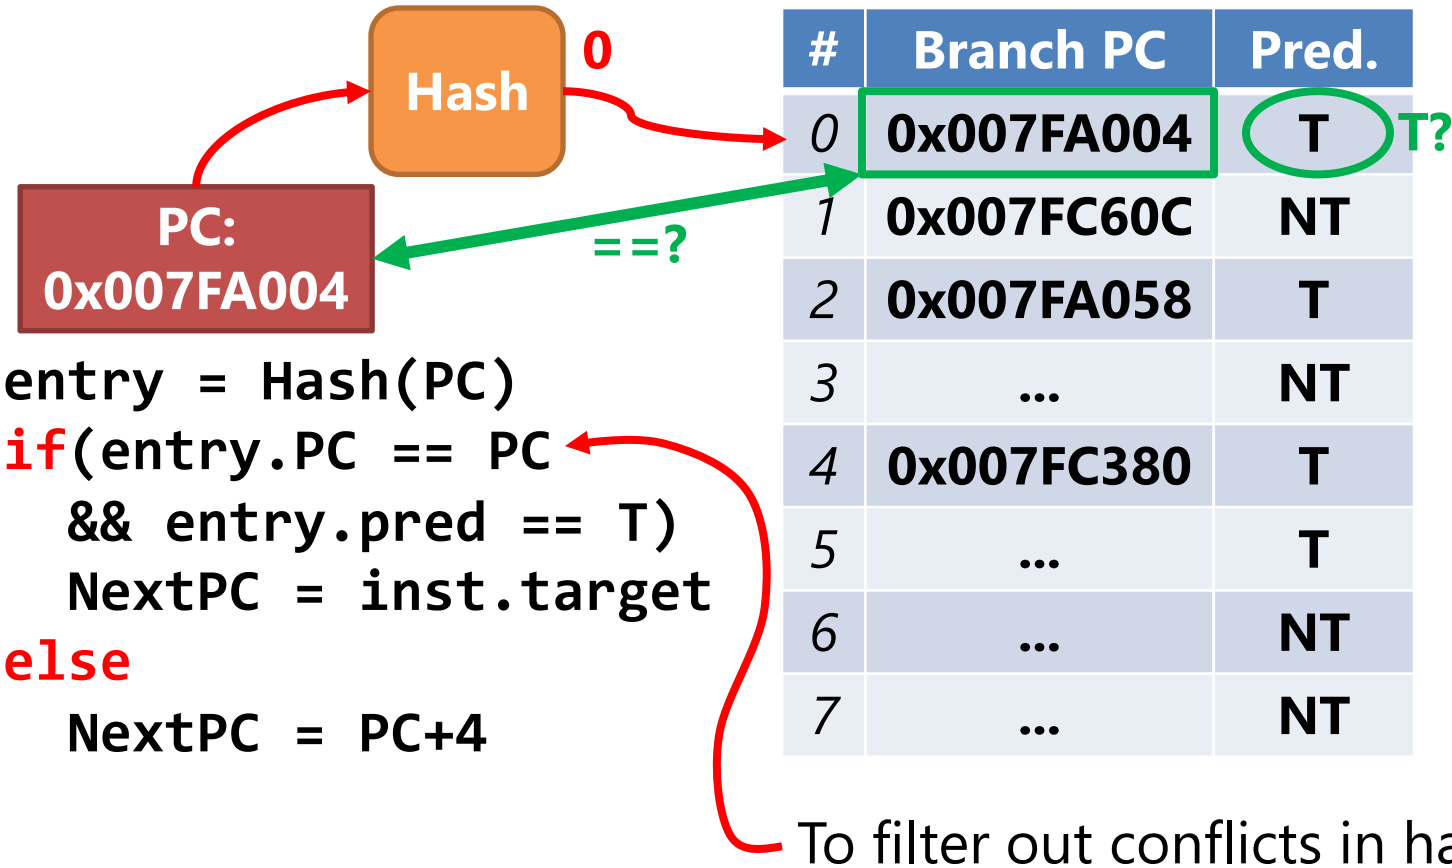 Hash
0
PC:
0x007FA004
==?
# Branch PC Pred.
0 0x007FA004 T T?
1 0x007FC60C NT
2 0x007FA058 T
3 ... NT
4 0x007FC380 T
5 ... T
6 ... NT
7 ... NT
entry = Hash(PC)
if(entry.PC == PC
&& entry.pred == T)
NextPC = inst.target
else
NextPC = PC+4
To filter out conflicts in